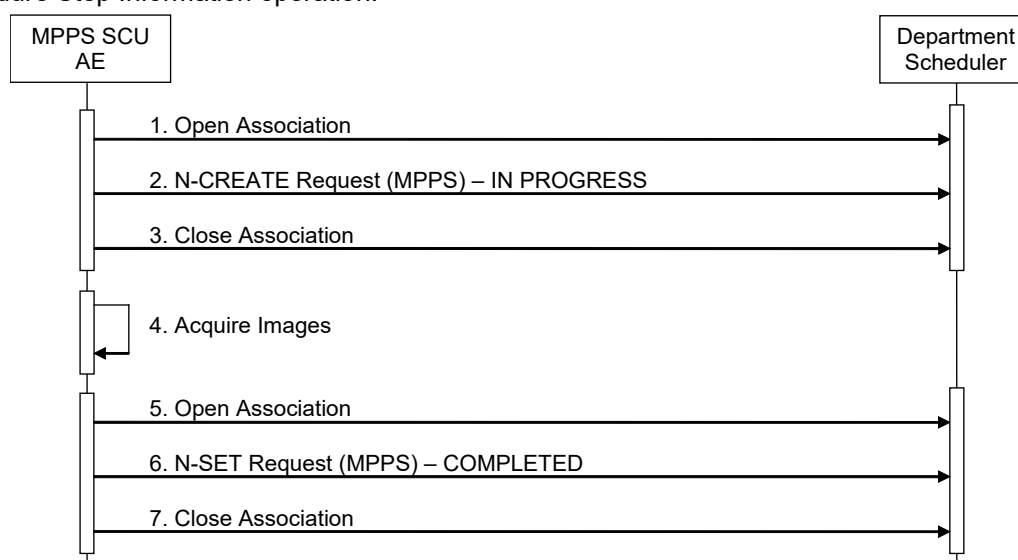 Step Information operation.
MPPS SCU
AE
Department
Scheduler
1. Open Association
2. N-CREATE Request (MPPS) – IN PROGRESS
3. Close Association
4. Acquire Images
5. Open Association
6. N-SET Request (MPPS) – COMPLETED
7. Close Association